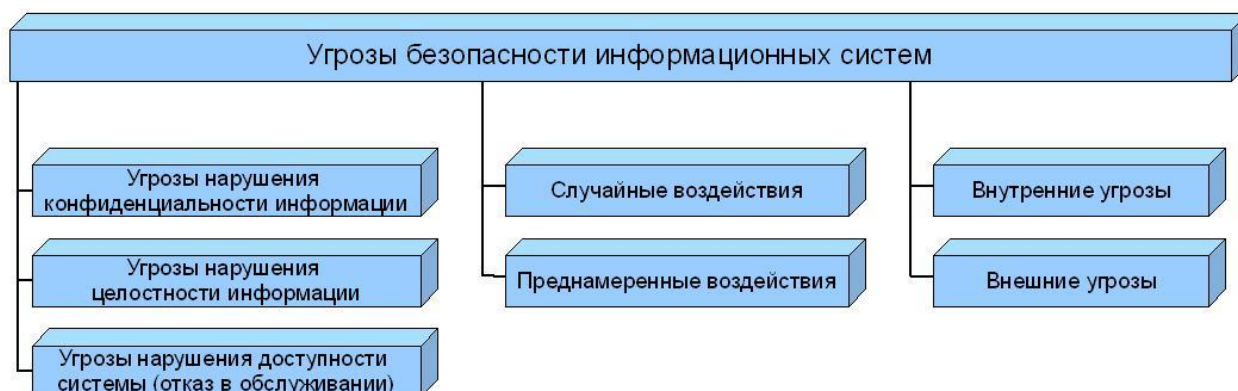 Угрозы безопасности информационных систем
Угрозы нарушения
конфиденциальности информации
Угрозы нарушения
целостности информации
Угрозы нарушения доступности
системы (отказ в обслуживании)
Случайные воздействия
Преднамеренные воздействия
Внутренние угрозы
Внешние угрозы